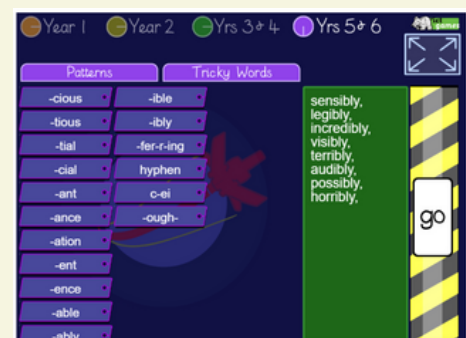 Year 1 Year 2 Yrs 3&4 Yrs 5&6
games
Patterns Tricky Words
-cious -ible
-tious -ibly
-tial -fer-r-ing
-cial hyphen
-ant c-ei
-ance -ough-
-ation
-ent
-ence
-able
-ably
sensibly,
legibly,
incredibly,
visibly,
terribly,
audibly,
possibly,
horribly,
go